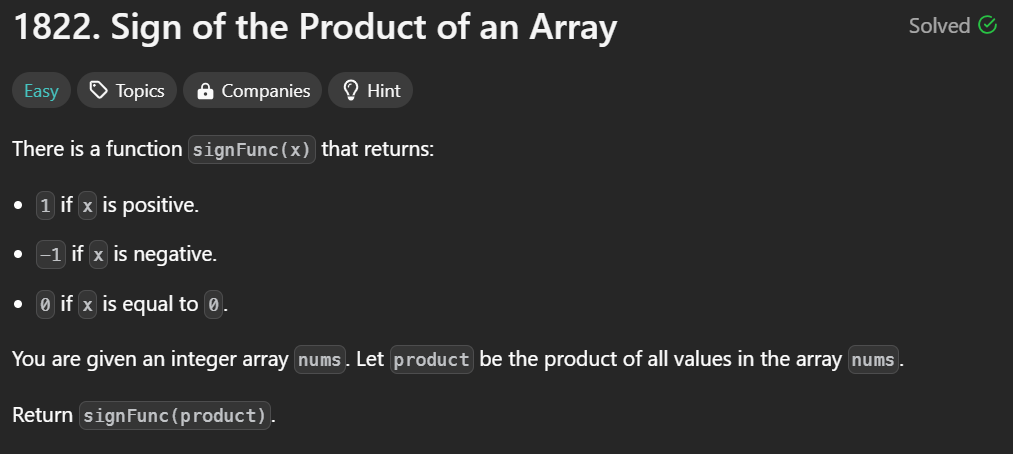 1822. Sign of the Product of an Array
Solved
Easy
Topics
Companies
Hint
There is a function signFunc(x) that returns:
• 1 if x is positive.
• -1 if x is negative.
• 0 if x is equal to 0.
You are given an integer array nums. Let product be the product of all values in the array nums.
Return signFunc(product).